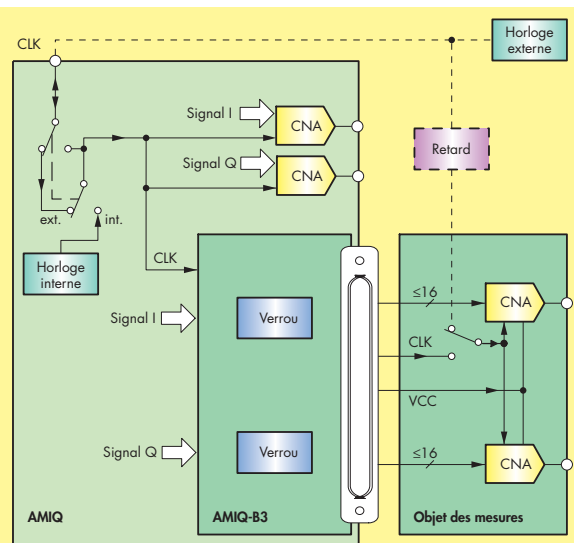 CLK
Horloge
externe
Signal I
CNA
Signal Q
CNA
Retard
ext.
int.
Horloge
interne
CLK
Signal I
Verrou
≤16
CNA
CLK
VCC
Signal Q
Verrou
≤16
CNA
AMIQ
AMIQ-B3
Objet des mesures